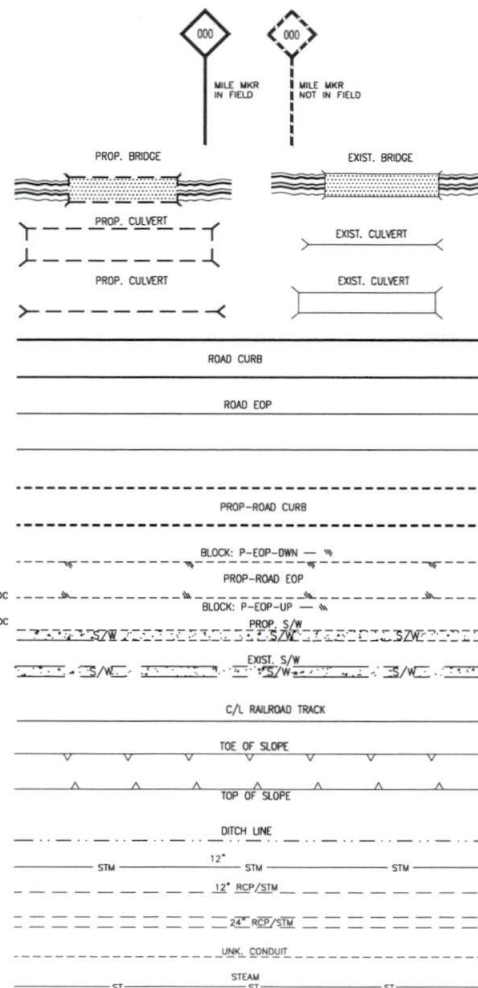 000 000
MILE MKR
IN FIELD
MILE MKR
NOT IN FIELD
PROP. BRIDGE EXIST. BRIDGE
PROP. CULVERT
EXIST. CULVERT
PROP. CULVERT EXIST. CULVERT
ROAD CURB
ROAD EOP
PROP-ROAD CURB
BLOCK: P-EOP-DWN —
PROP-ROAD EOP
BLOCK: P-EOP-UP —
PROP. S/W
S/W S/W S/W
EXIST. S/W
S/W S/W S/W
C/L RAILROAD TRACK
TOE OF SLOPE
TOP OF SLOPE
DITCH LINE
12"
STM STM STM
12" RCP/STM
24" RCP/STM
UNK. CONDUIT
STEAM
ST ST ST